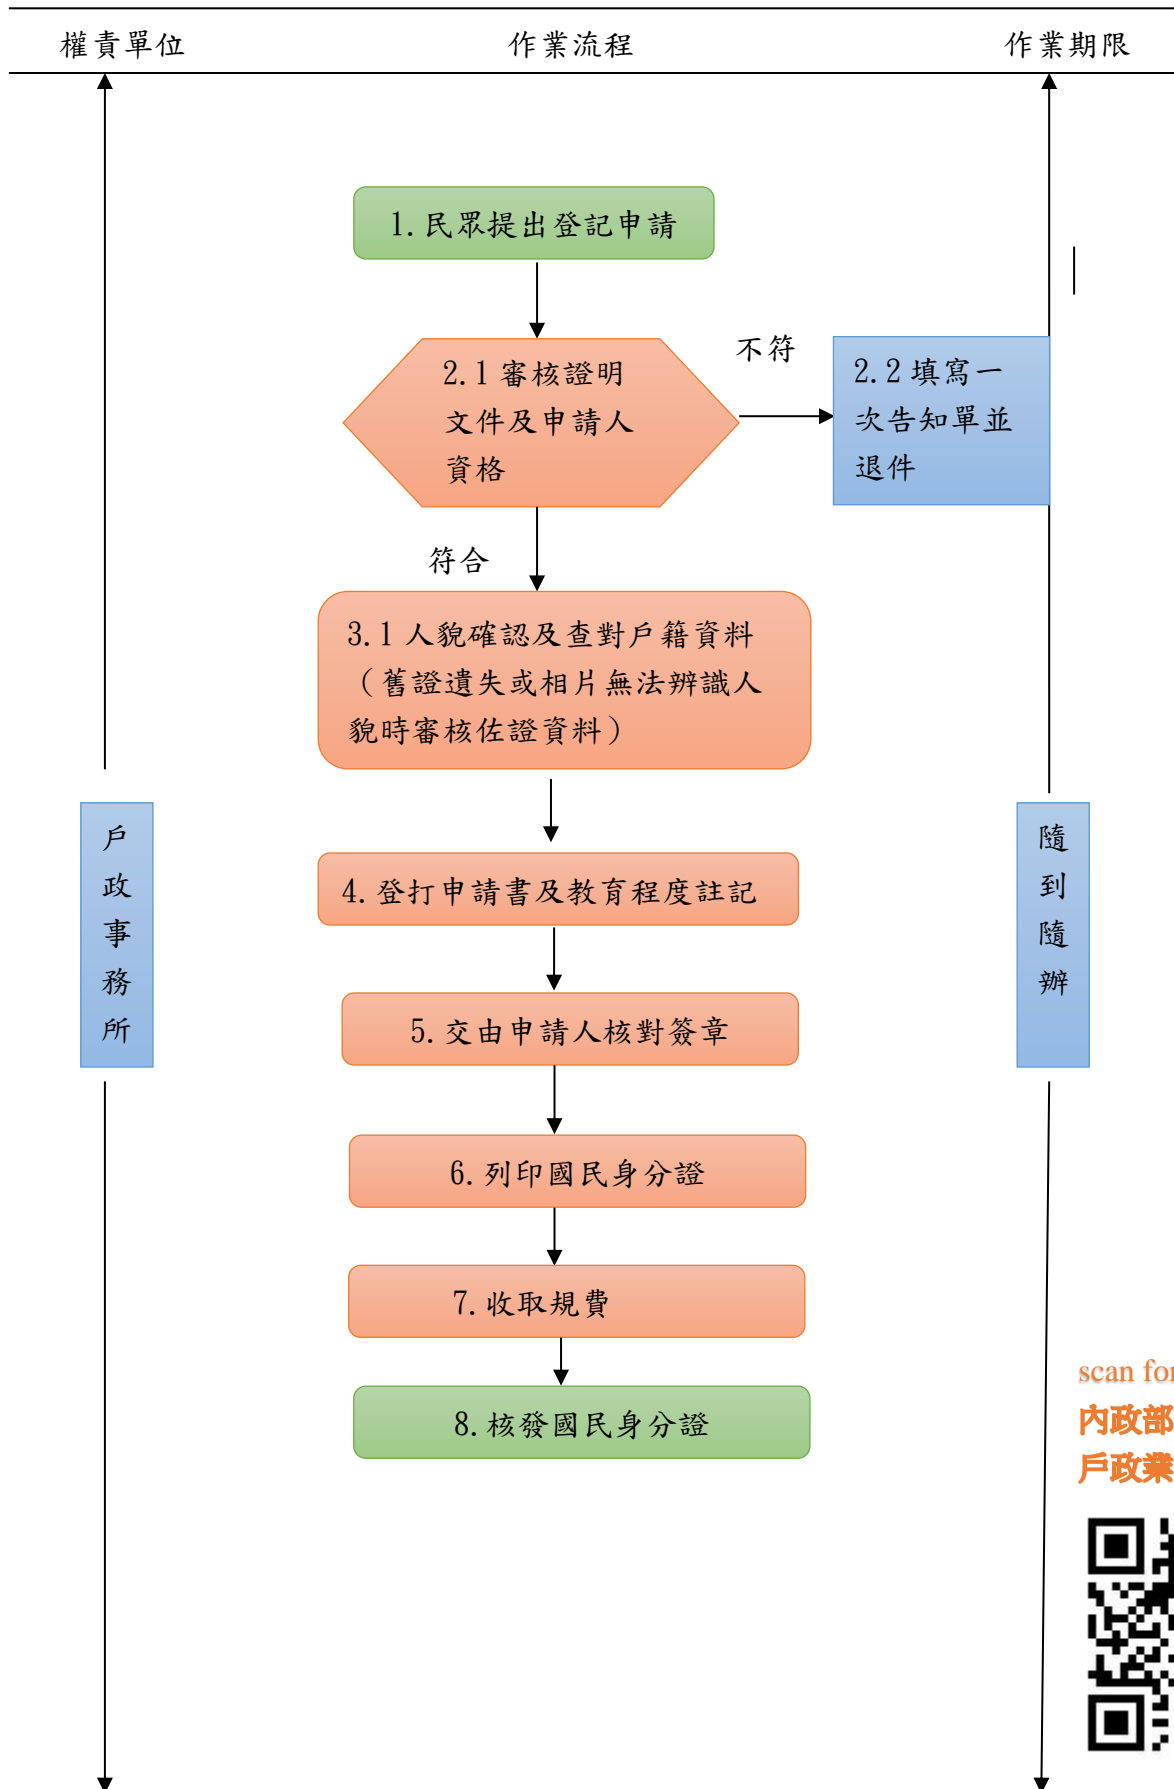 權責單位
作業流程
作業期限
1.民眾提出登記申請
2.1 審核證明
文件及申請人
資格
不符
2.2 填寫一
次告知單並
退件
符合
3.1 人貌確認及查對戶籍資料
（舊證遺失或相片無法辨識人
貌時審核佐證資料）
戶
政
事
務
所
隨
到
隨
辦
4.登打申請書及教育程度註記
5.交由申請人核對簽章
6.列印國民身分證
7.收取規費
8.核發國民身分證
scan for
內政部
戶政業